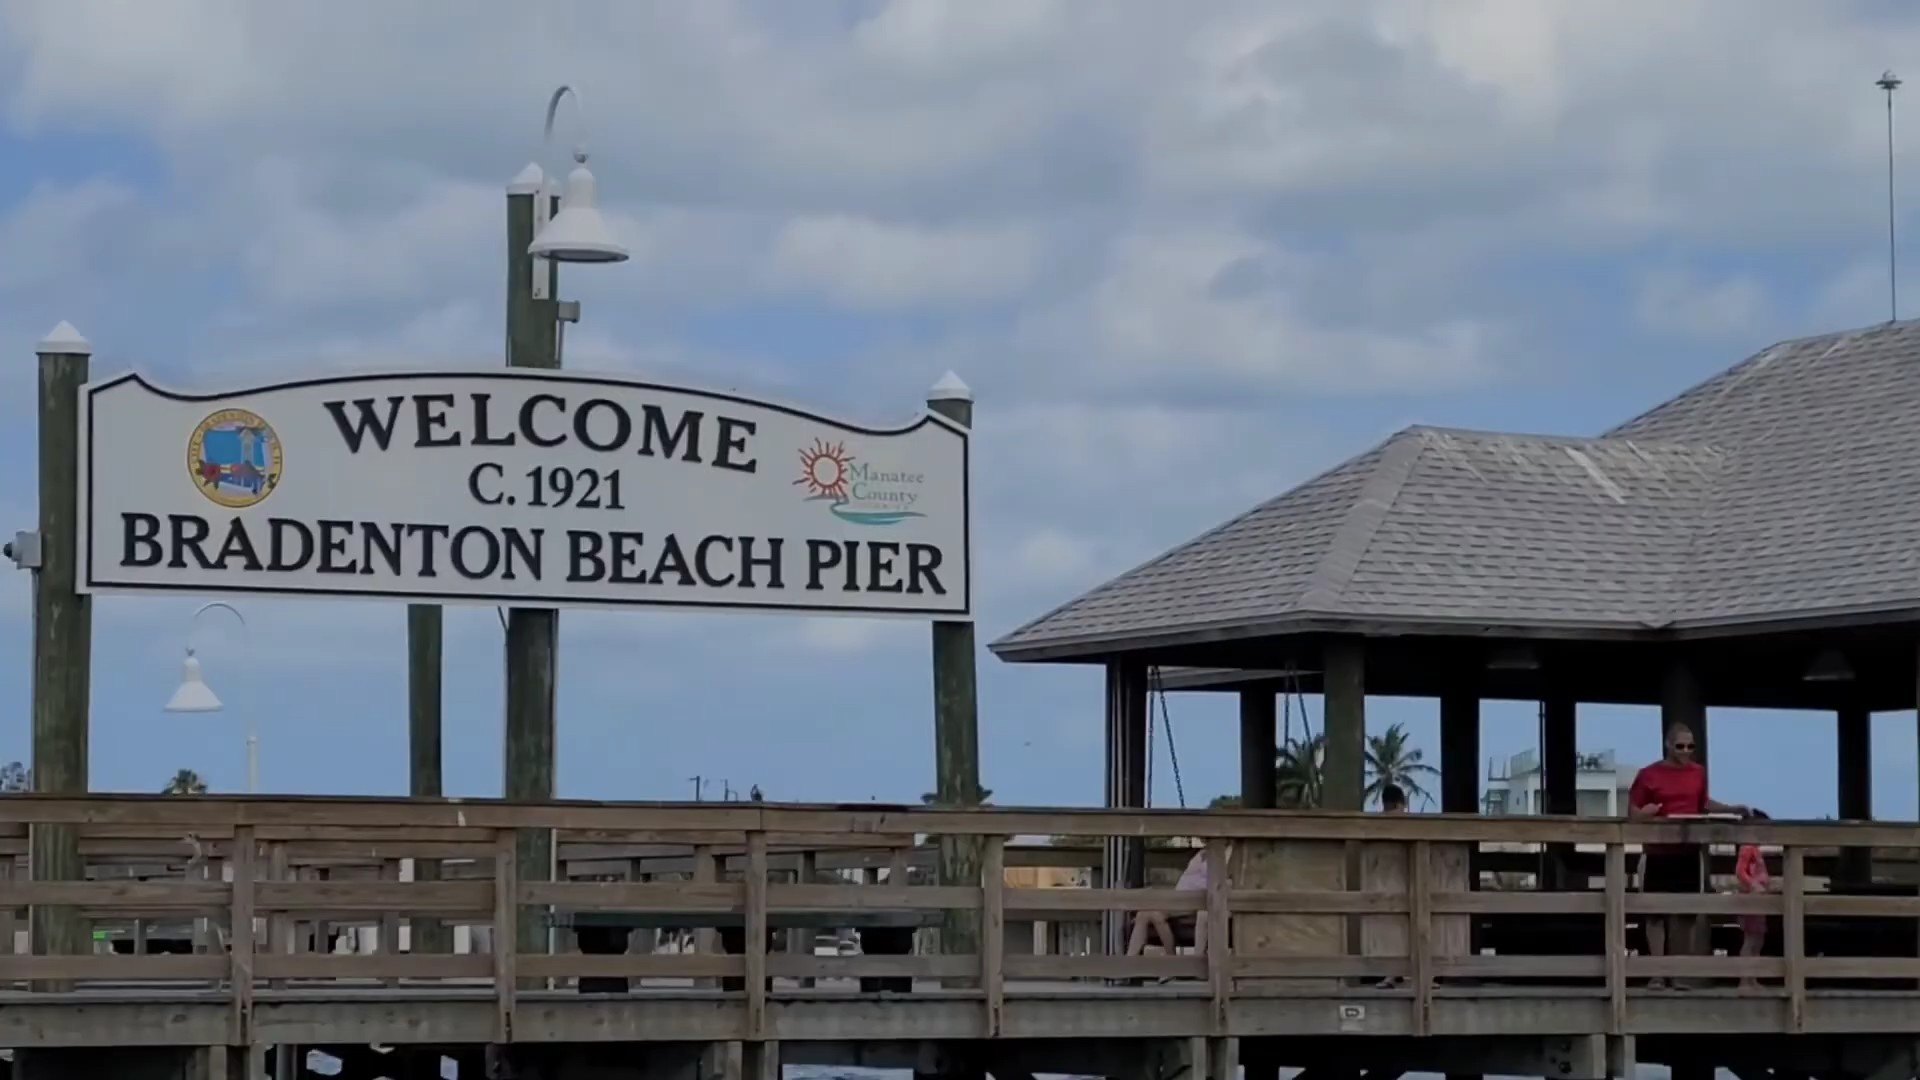 WELCOME
C. 1921
BRADENTON BEACH PIER
Manatee
County